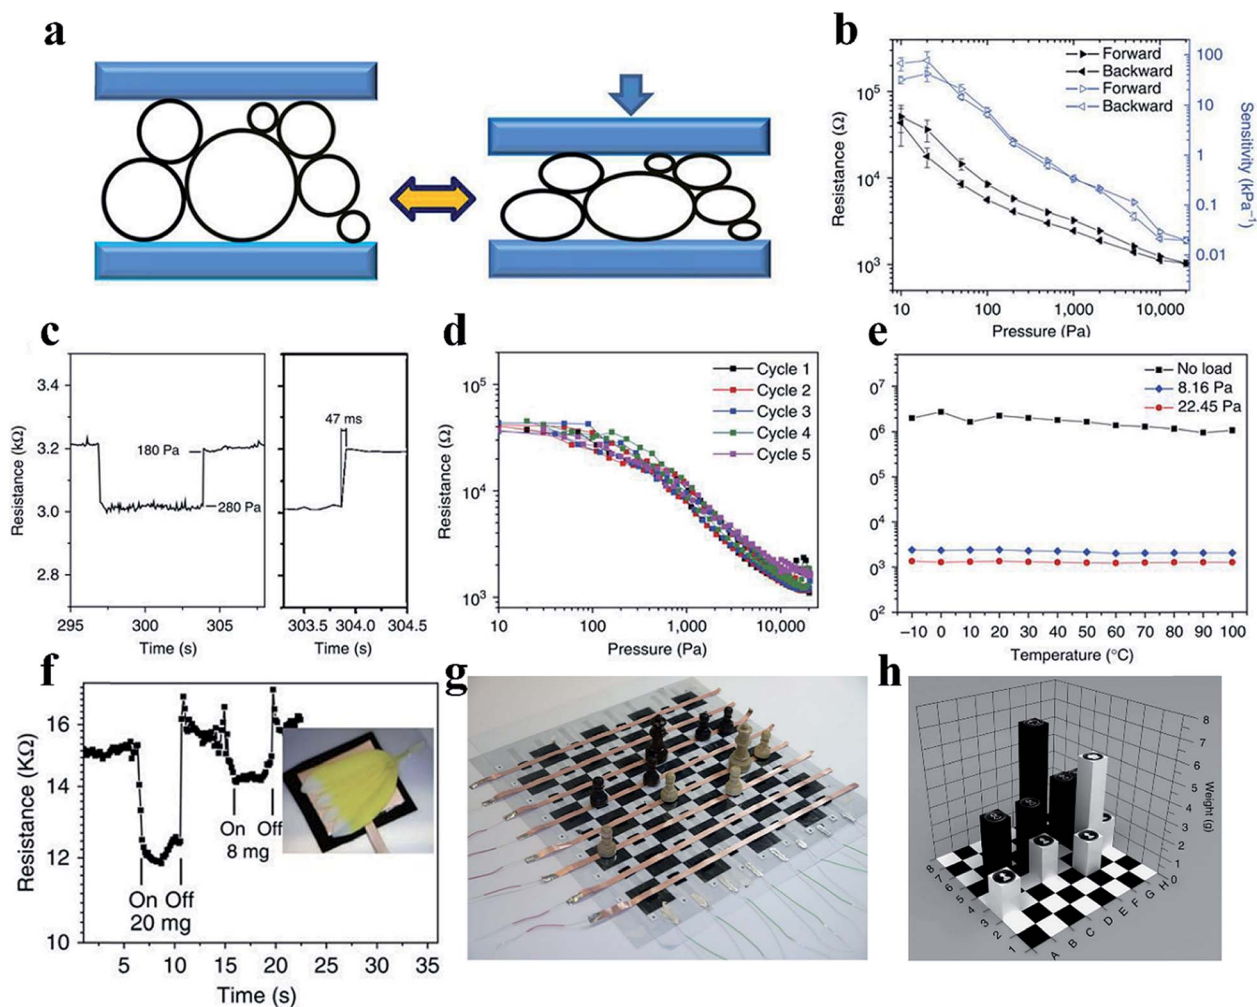 a
b
Forward
Backward
Forward
Backward
Resistance (Ω)
10⁵
10⁴
10³
100
10
1
0.1
0.01
Sensitivity (kPa⁻¹)
10 100 1,000 10,000
Pressure (Pa)
c
Resistance (kΩ)
3.4
3.2
3.0
2.8
180 Pa
280 Pa
47 ms
295 300 305
Time (s)
303.5 304.0 304.5
Time (s)
d
Cycle 1
Cycle 2
Cycle 3
Cycle 4
Cycle 5
Resistance (Ω)
10⁵
10⁴
10³
10 100 1,000 10,000
Pressure (Pa)
e
No load
8.16 Pa
22.45 Pa
Resistance (Ω)
0⁷
0⁶
0⁵
0⁴
0³
0²
–10 0 10 20 30 40 50 60 70 80 90 100
Temperature (°C)
f
Resistance (KΩ)
16
14
12
10
On Off
20 mg
On Off
8 mg
5 10 15 20 25 30 35
Time (s)
g
h
8
7
6
5
4
3
2
1
0
Weight (g)
8
7
6
5
4
3
2
1
A B C D E F G H